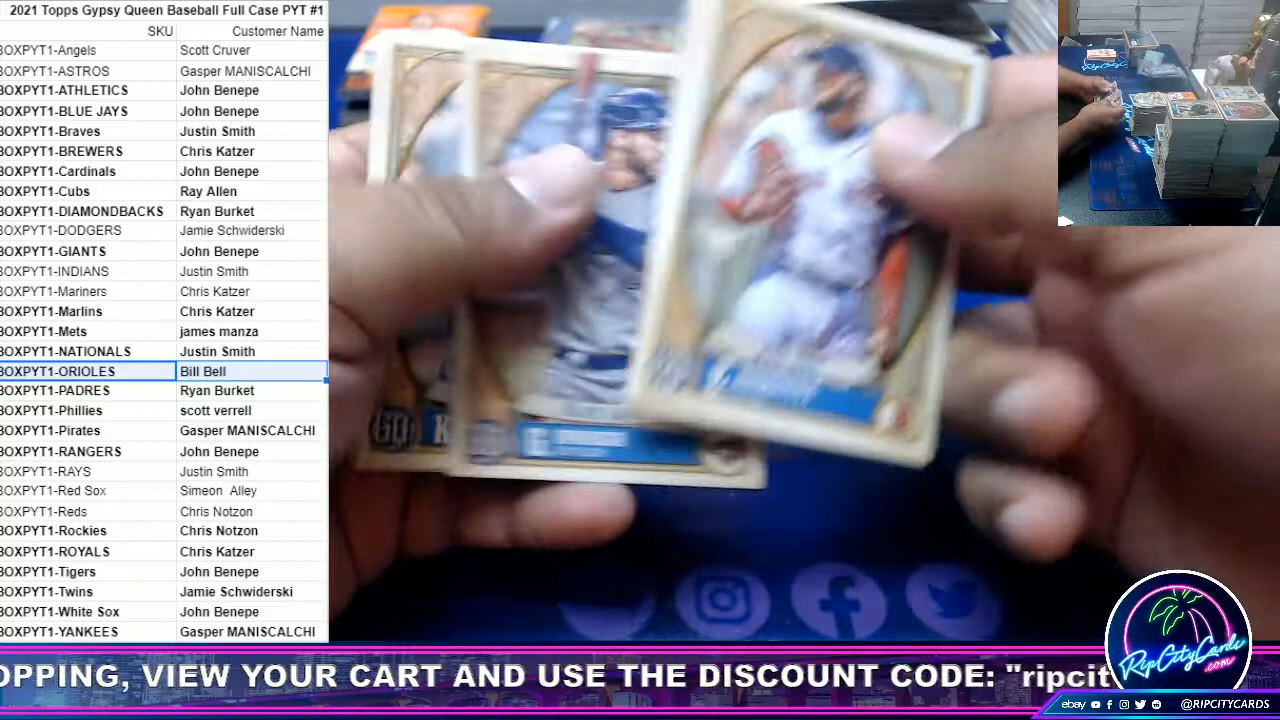 2021 Topps Gypsy Queen Baseball Full Case PYT #1
SKU Customer Name
BOXPYT1-Angels Scott Cruver
BOXPYT1-ASTROS Gasper MANISCALCHI
BOXPYT1-ATHLETICS John Benepe
BOXPYT1-BLUE JAYS John Benepe
BOXPYT1-Braves Justin Smith
BOXPYT1-BREWERS Chris Katzer
BOXPYT1-Cardinals John Benepe
BOXPYT1-Cubs Ray Allen
BOXPYT1-DIAMONDBACKS Ryan Burket
BOXPYT1-DODGERS Jamie Schwiderski
BOXPYT1-GIANTS John Benepe
BOXPYT1-INDIANS Justin Smith
BOXPYT1-Mariners Chris Katzer
BOXPYT1-Marlins Chris Katzer
BOXPYT1-Mets james manza
BOXPYT1-NATIONALS Justin Smith
BOXPYT1-ORIOLES Bill Bell
BOXPYT1-PADRES Ryan Burket
BOXPYT1-Phillies scott verrell
BOXPYT1-Pirates Gasper MANISCALCHI
BOXPYT1-RANGERS John Benepe
BOXPYT1-RAYS Justin Smith
BOXPYT1-Red Sox Simeon Alley
BOXPYT1-Reds Chris Notzon
BOXPYT1-Rockies Chris Notzon
BOXPYT1-ROYALS Chris Katzer
BOXPYT1-Tigers John Benepe
BOXPYT1-Twins Jamie Schwiderski
BOXPYT1-White Sox John Benepe
BOXPYT1-YANKEES Gasper MANISCALCHI
GQ K
G
RipCityCards
.com
OPPING, VIEW YOUR CART AND USE THE DISCOUNT CODE: "ripcit
ebay @RIPCITYCARDS